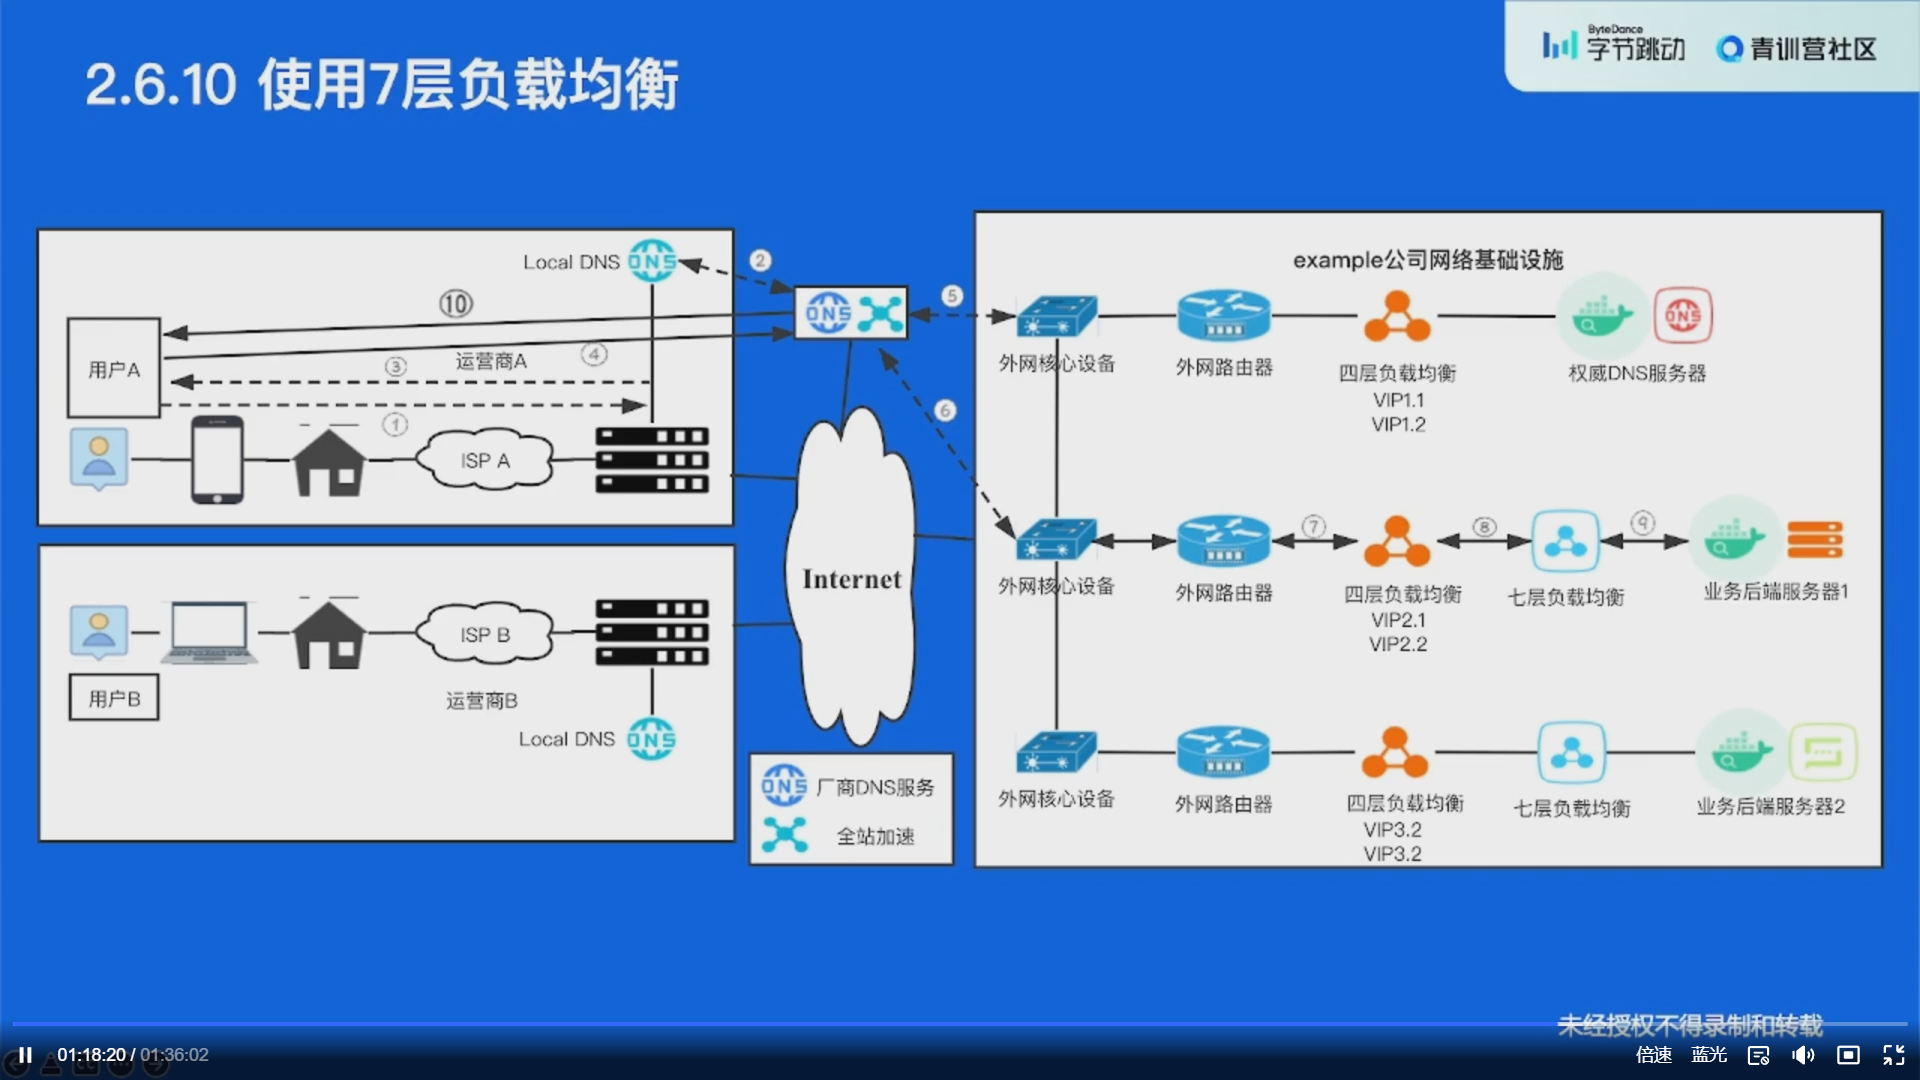 2.6.10 使用7层负载均衡
ByteDance
字节跳动
青训营社区
Local DNS
DNS
2
10
用户A
运营商A
4
3
1
ISP A
DNS
5
6
Internet
用户B
ISP B
运营商B
Local DNS
DNS
DNS
厂商DNS服务
全站加速
example公司网络基础设施
DNS
外网核心设备
外网路由器
四层负载均衡
VIP1.1
VIP1.2
权威DNS服务器
7
8
9
外网核心设备
外网路由器
四层负载均衡
VIP2.1
VIP2.2
七层负载均衡
业务后端服务器1
外网核心设备
外网路由器
四层负载均衡
VIP3.2
VIP3.2
七层负载均衡
业务后端服务器2
未经授权不得录制和转载
01:18:20 / 01:36:02
倍速
蓝光